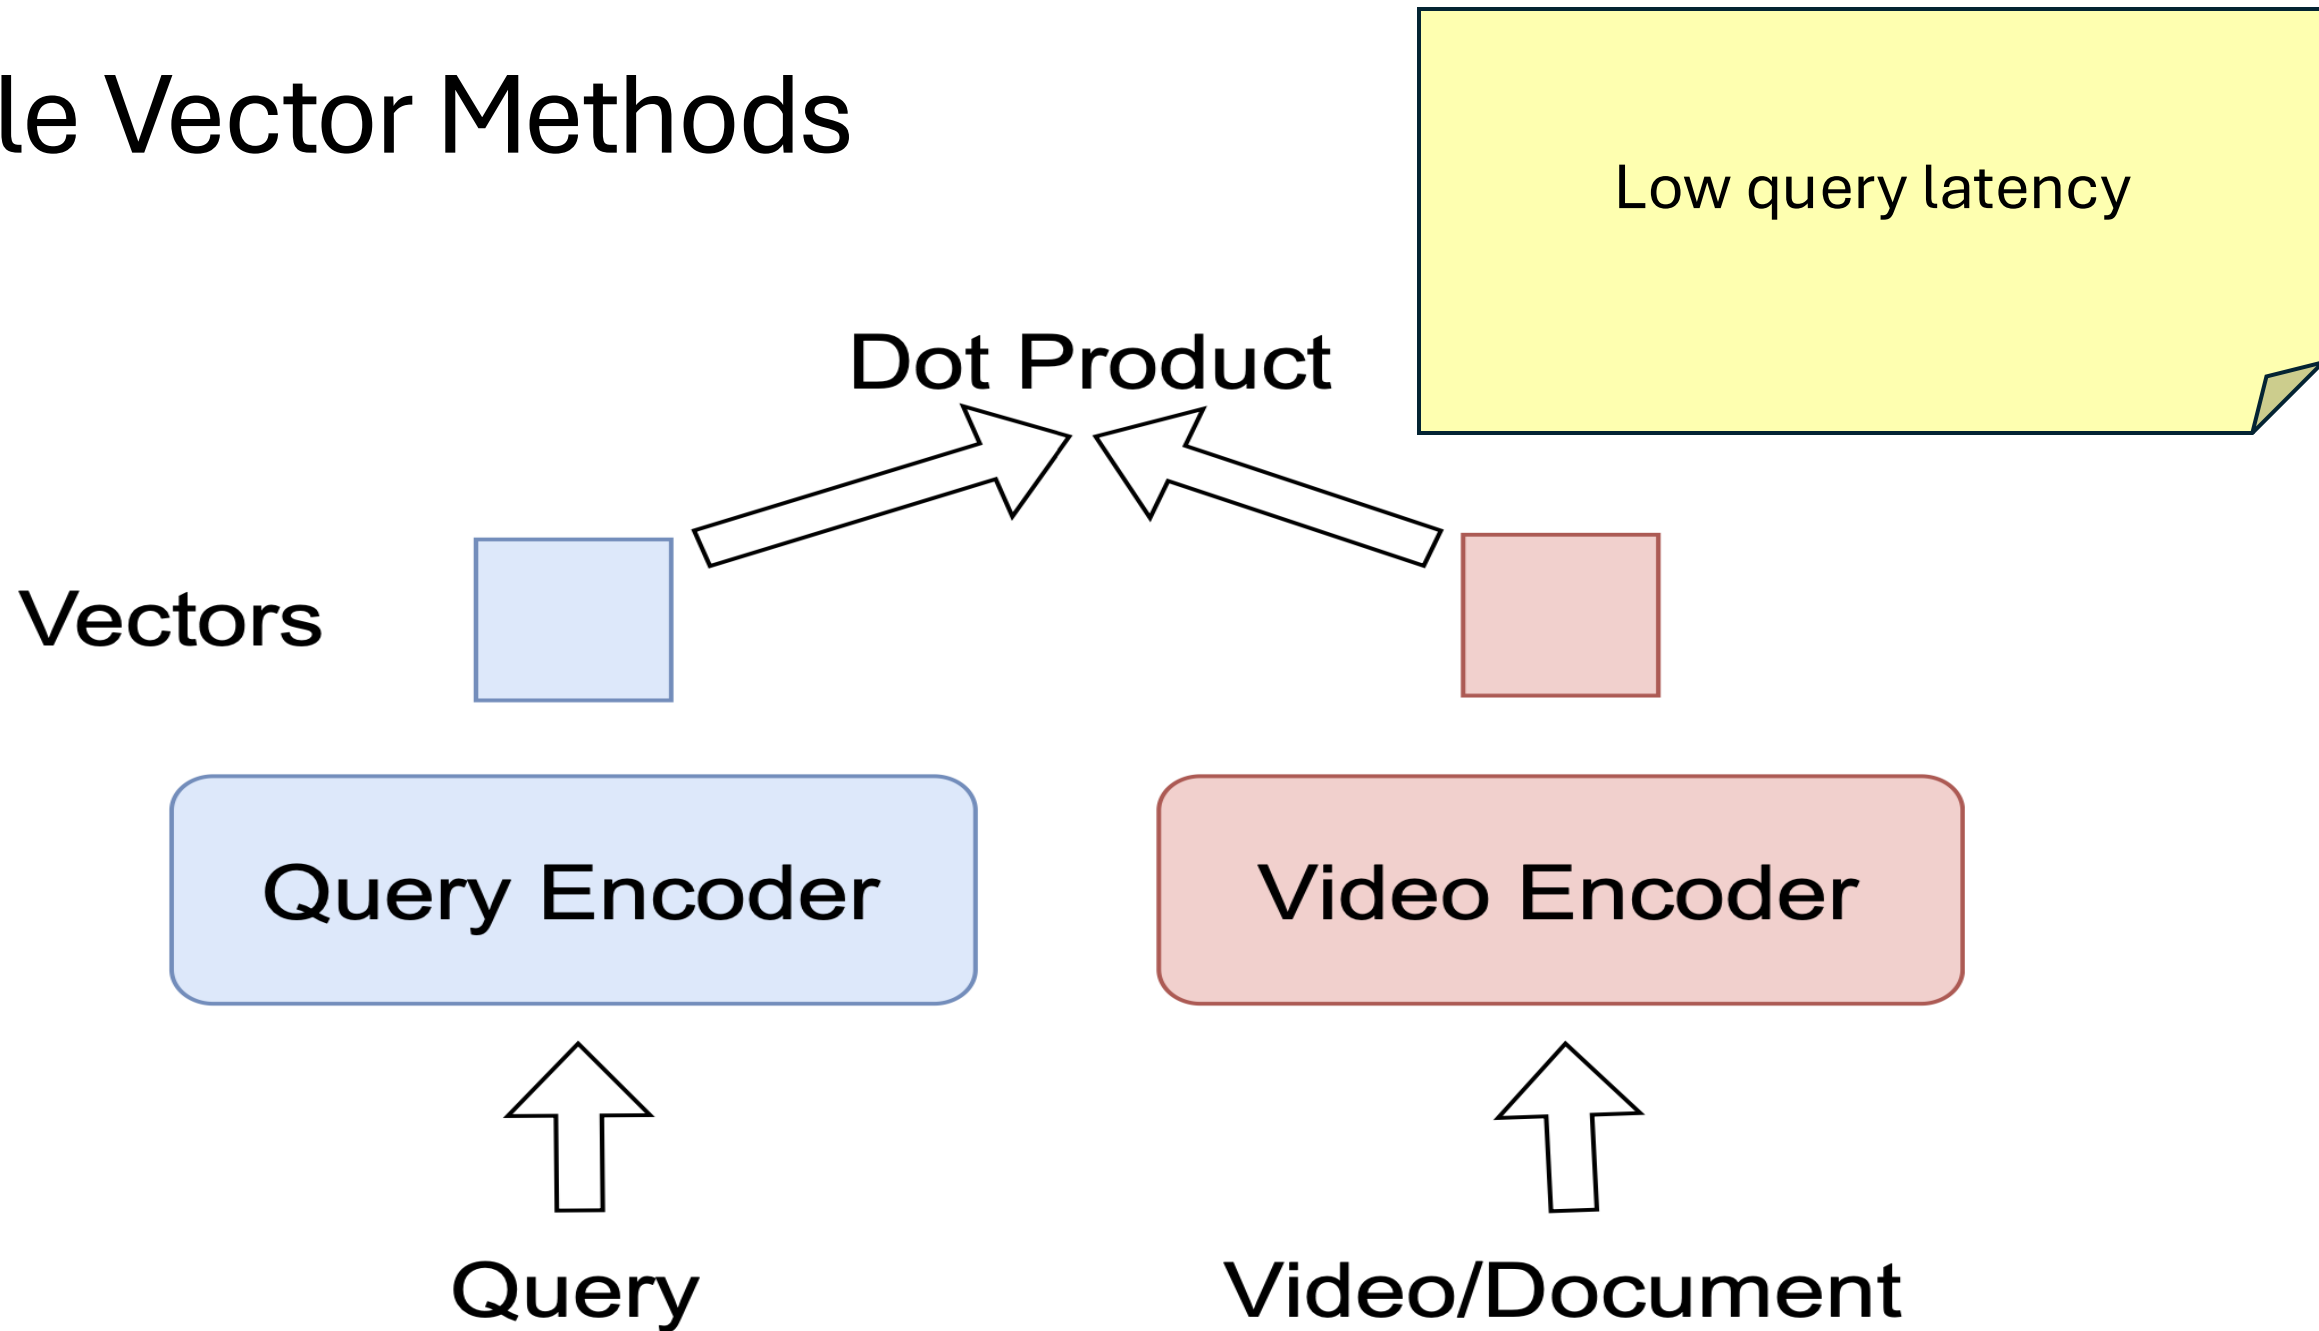 le Vector Methods
Low query latency
Dot Product
Vectors
Query Encoder
Video Encoder
Query
Video/Document